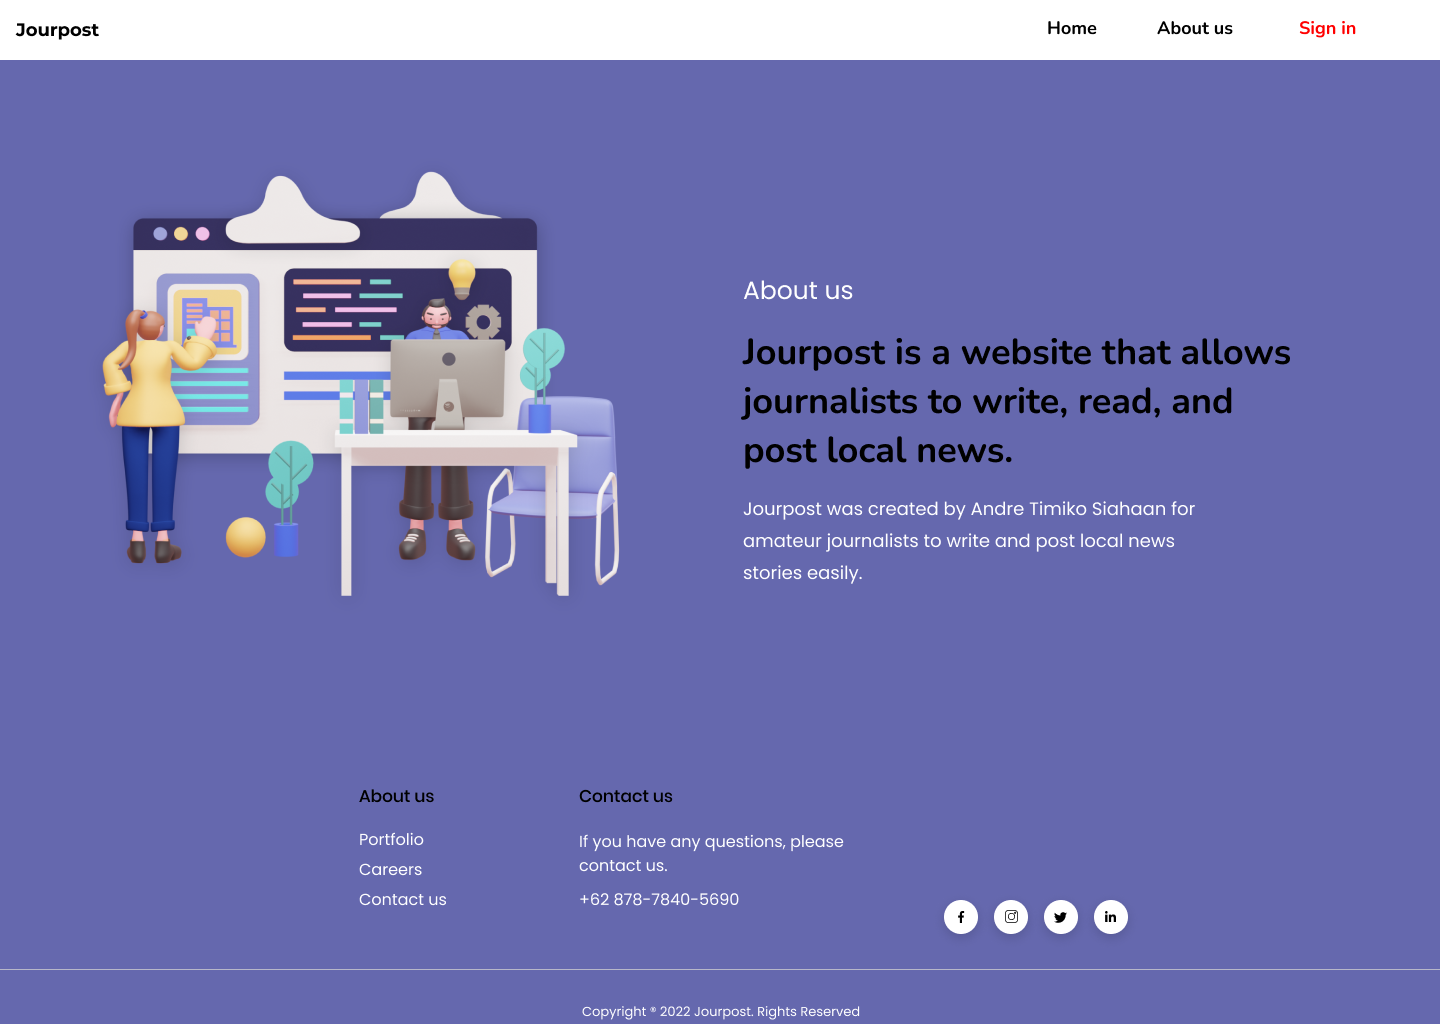 Jourpost
Home
About us
Sign in
About us
Jourpost is a website that allows
journalists to write, read, and
post local news.
Jourpost was created by Andre Timiko Siahaan for
amateur journalists to write and post local news
stories easily.
About us
Portfolio
Careers
Contact us
Contact us
If you have any questions, please
contact us.
+62 878-7840-5690
Copyright ® 2022 Jourpost. Rights Reserved